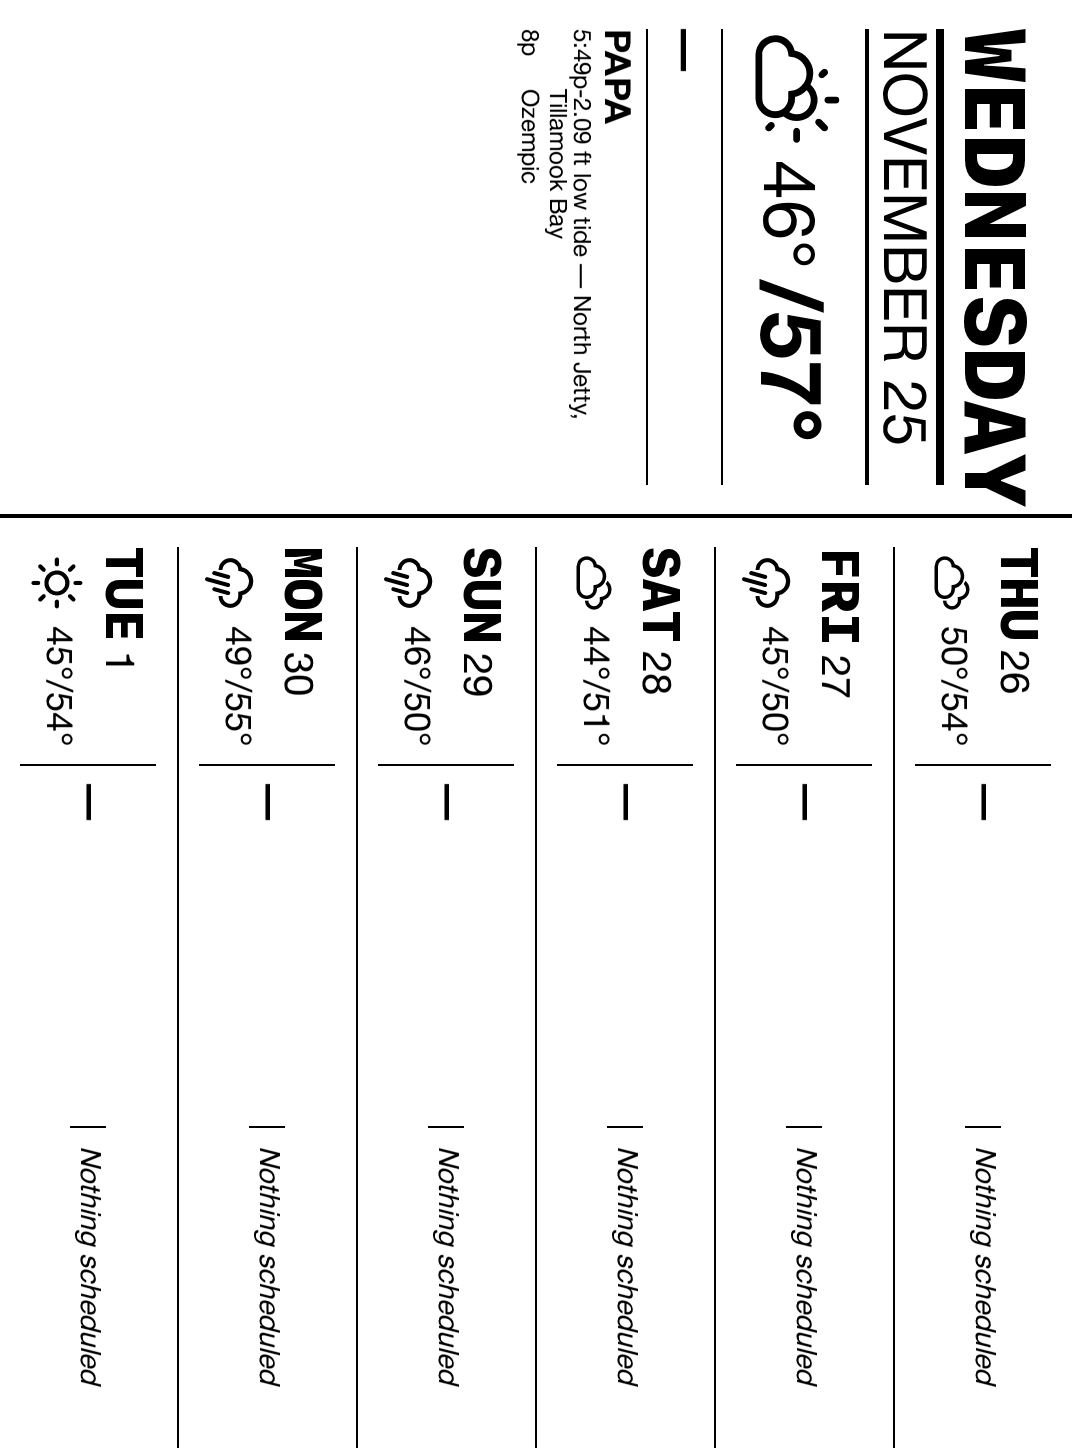 WEDNESDAY
NOVEMBER 25
46° /57°
—
PAPA
5:49p-2.09 ft low tide — North Jetty,
Tillamook Bay
8p Ozempic
THU 26
50°/54°
—
Nothing scheduled
FRI 27
45°/50°
—
Nothing scheduled
SAT 28
44°/51°
—
Nothing scheduled
SUN 29
46°/50°
—
Nothing scheduled
MON 30
49°/55°
—
Nothing scheduled
TUE 1
45°/54°
—
Nothing scheduled